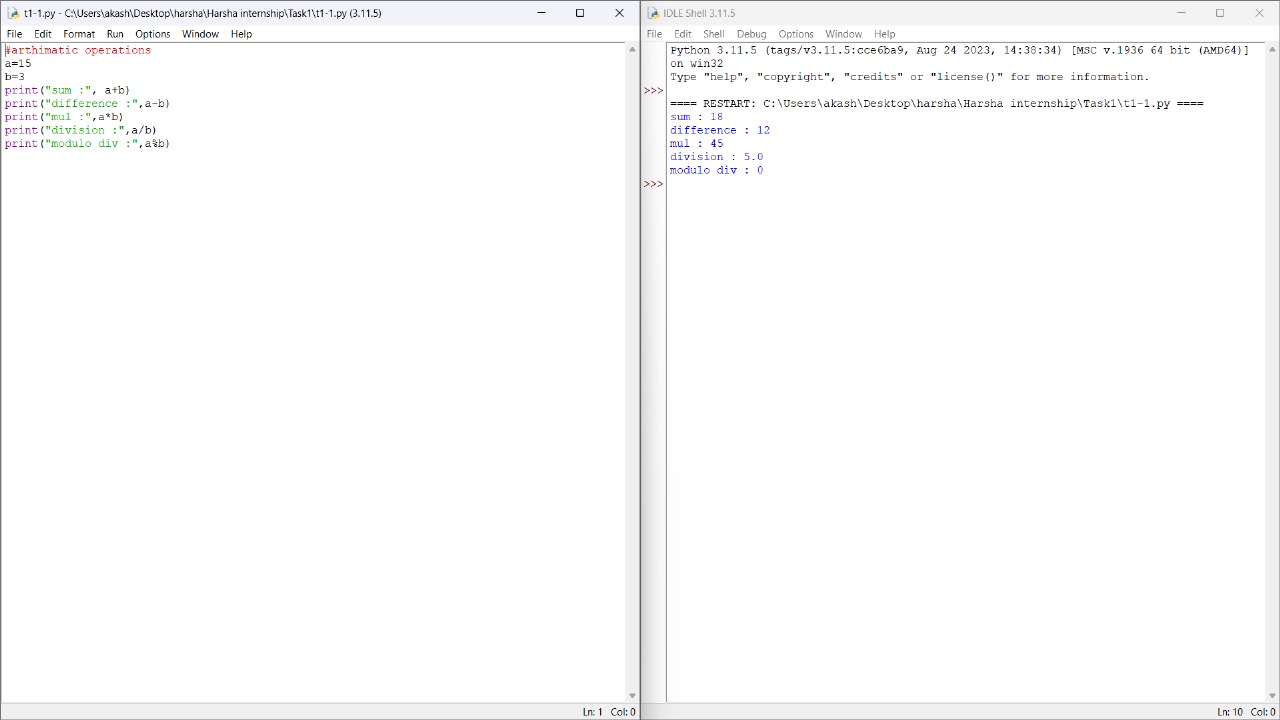 t1-1.py - C:\Users\akash\Desktop\harsha\Harsha internship\Task1\t1-1.py (3.11.5)
File Edit Format Run Options Window Help
#arthimatic operations
a=15
b=3
print("sum :", a+b)
print("difference :",a-b)
print("mul :",a*b)
print("division :",a/b)
print("modulo div :",a%b)
Ln: 1 Col: 0
IDLE Shell 3.11.5
File Edit Shell Debug Options Window Help
Python 3.11.5 (tags/v3.11.5:cce6ba9, Aug 24 2023, 14:38:34) [MSC v.1936 64 bit (AMD64)]
on win32
Type "help", "copyright", "credits" or "license()" for more information.
>>>
==== RESTART: C:\Users\akash\Desktop\harsha\Harsha internship\Task1\t1-1.py ====
sum : 18
difference : 12
mul : 45
division : 5.0
modulo div : 0
>>>
Ln: 10 Col: 0